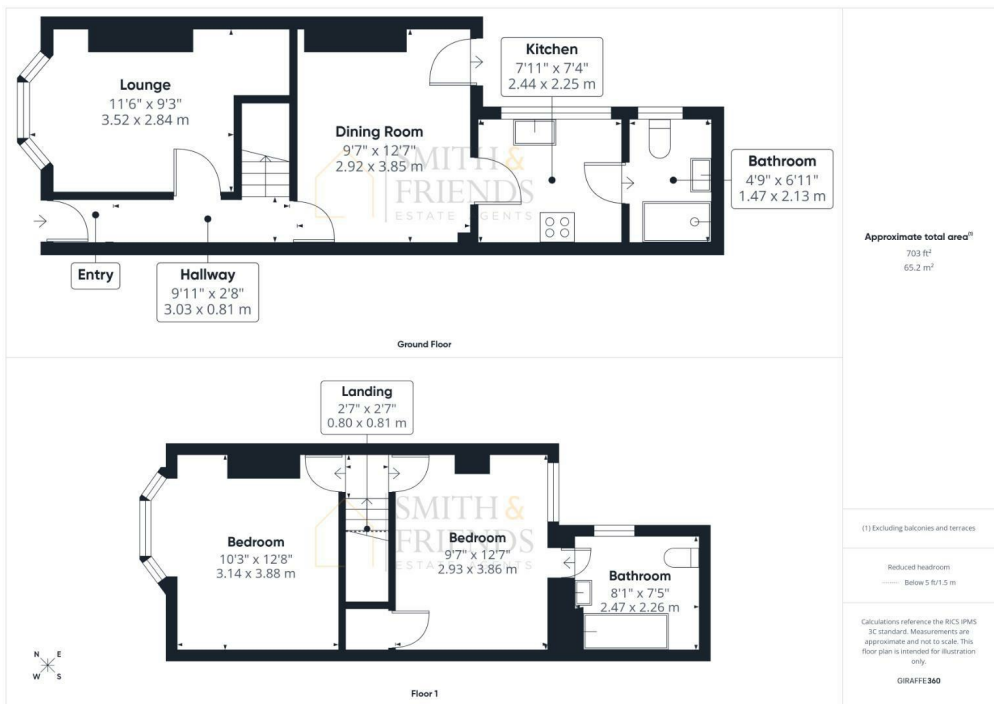 Lounge
11'6" x 9'3"
3.52 x 2.84 m
Dining Room
9'7" x 12'7"
2.92 x 3.85 m
Kitchen
7'11" x 7'4"
2.44 x 2.25 m
Bathroom
4'9" x 6'11"
1.47 x 2.13 m
SMITH &
FRIENDS
ESTATE AGENTS
Entry
Hallway
9'11" x 2'8"
3.03 x 0.81 m
Ground Floor
Landing
2'7" x 2'7"
0.80 x 0.81 m
Bedroom
10'3" x 12'8"
3.14 x 3.88 m
SMITH &
FRIENDS
ESTATE AGENTS
Bedroom
9'7" x 12'7"
2.93 x 3.86 m
Bathroom
8'1" x 7'5"
2.47 x 2.26 m
N E
W S
Floor 1
Approximate total area(1)
703 ft²
65.2 m²
(1) Excluding balconies and terraces
Reduced headroom
Below 5 ft/1.5 m
Calculations reference the RICS IPMS
3C standard. Measurements are
approximate and not to scale. This
floor plan is intended for illustration
only.
GIRAFFE360